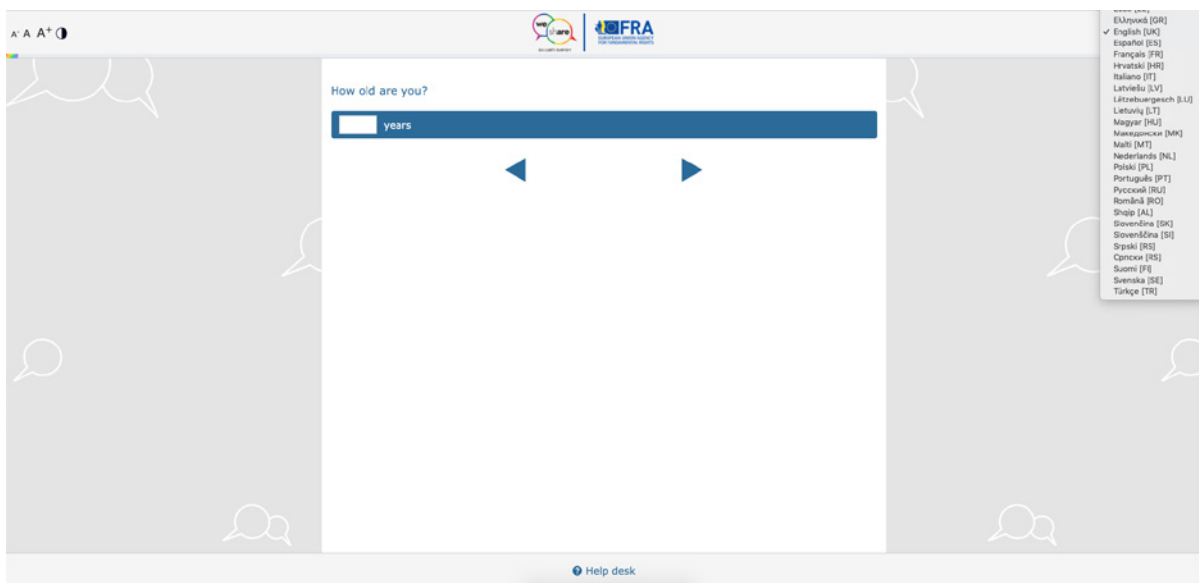 A- A A+
we
share
FRA
EUROPEAN UNION AGENCY
FOR FUNDAMENTAL RIGHTS
Ελληνικά [GR]
✓ English [UK]
Español [ES]
Français [FR]
Hrvatski [HR]
Italiano [IT]
Latviešu [LV]
Lëtzebuergesch [LU]
Lietuvių [LT]
Magyar [HU]
Македонски [MK]
Malti [MT]
Nederlands [NL]
Polski [PL]
Português [PT]
Русский [RU]
Română [RO]
Shqip [AL]
Slovenčina [SK]
Slovenščina [SI]
Srpski [RS]
Српски [RS]
Suomi [FI]
Svenska [SE]
Türkçe [TR]
How old are you?
years
Help desk